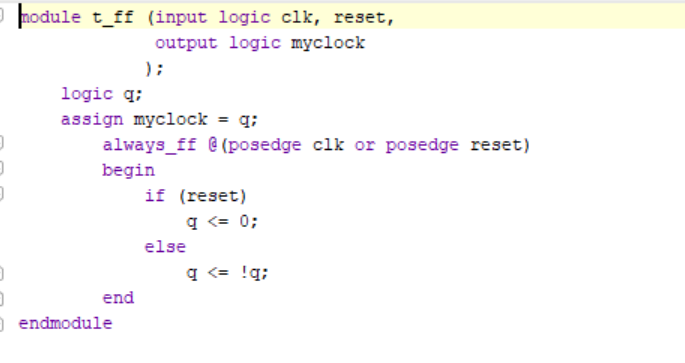 module t_ff (input logic clk, reset,
output logic myclock
);
logic q;
assign myclock = q;
always_ff @(posedge clk or posedge reset)
begin
if (reset)
q <= 0;
else
q <= !q;
end
endmodule